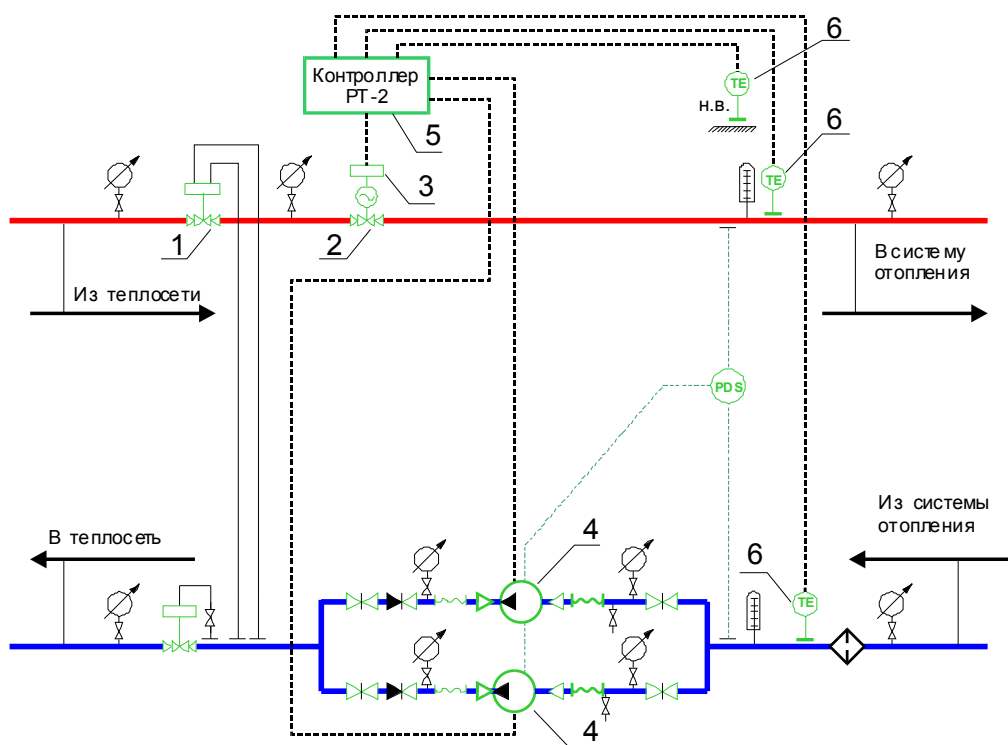 6
Контроллер
РТ-2
TE
н.в.
5
6
3
TE
1
2
В систему
отопления
Из теплосети
PDS
Из системы
отопления
В теплосеть
4
6
TE
4